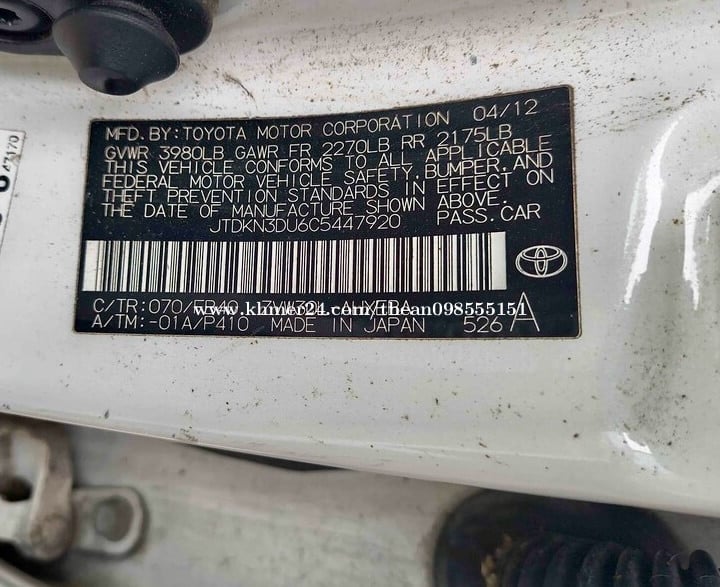 MFD. BY: TOYOTA MOTOR CORPORATION 04/12
GVWR 3980LB GAWR FR 2270LB RR 2175LB
THIS VEHICLE CONFORMS TO ALL APPLICABLE
FEDERAL MOTOR VEHICLE SAFETY, BUMPER, AND
THEFT PREVENTION STANDARDS IN EFFECT ON
THE DATE OF MANUFACTURE SHOWN ABOVE.
JTDKN3DU6C5447920 PASS. CAR
C/TR: 070/
www.khmer24.com/thean098555151
A/TM: -01A/P410 MADE IN JAPAN 526 A
47170